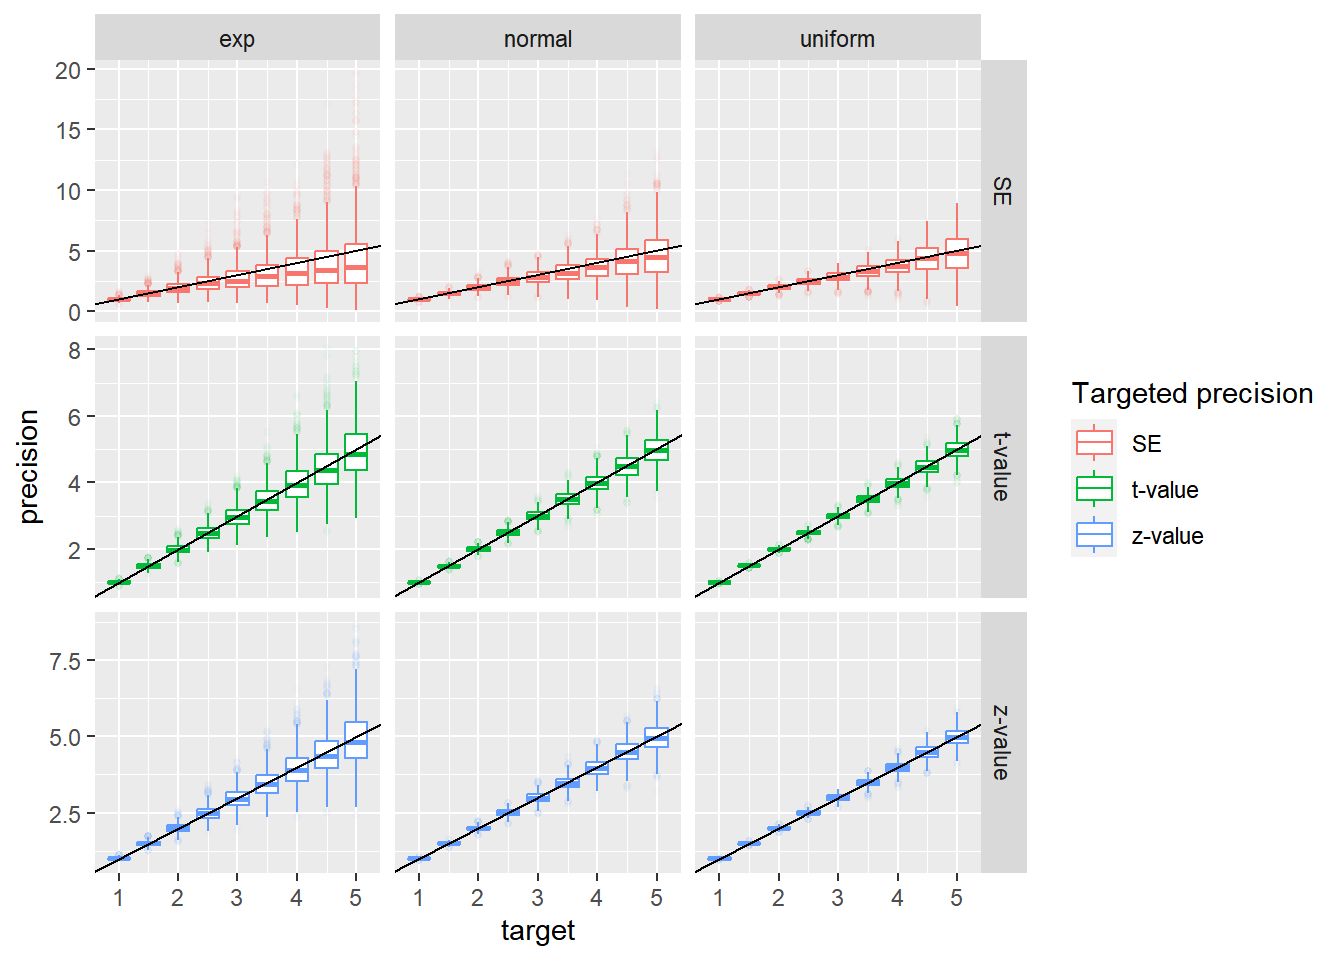 exp normal uniform
20
15
10
5
0
SE
8
6
4
2
t-value
7.5
5.0
2.5
z-value
precision
1 2 3 4 5 1 2 3 4 5 1 2 3 4 5
target
Targeted precision
SE
t-value
z-value